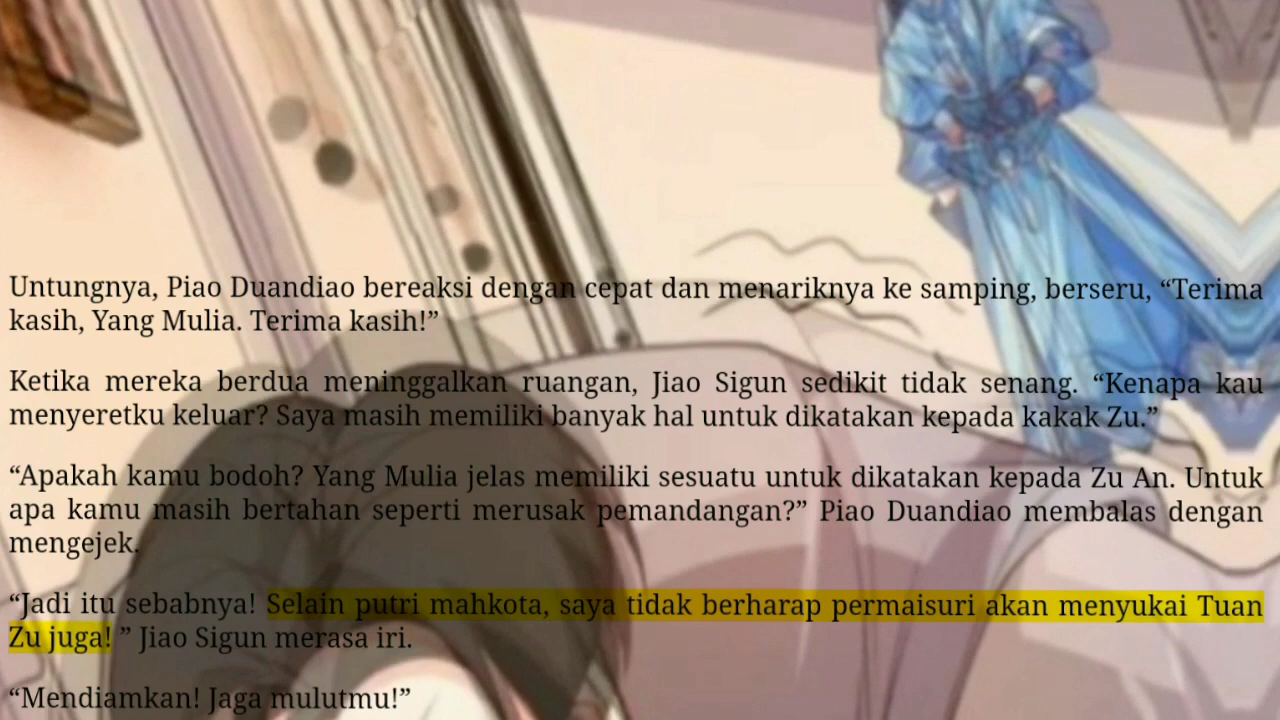 Untungnya, Piao Duandiao bereaksi dengan cepat dan menariknya ke samping, berseru, “Terima
kasih, Yang Mulia. Terima kasih!”
Ketika mereka berdua meninggalkan ruangan, Jiao Sigun sedikit tidak senang. “Kenapa kau
menyeretku keluar? Saya masih memiliki banyak hal untuk dikatakan kepada kakak Zu.”
“Apakah kamu bodoh? Yang Mulia jelas memiliki sesuatu untuk dikatakan kepada Zu An. Untuk
apa kamu masih bertahan seperti merusak pemandangan?” Piao Duandiao membalas dengan
mengejek.
“Jadi itu sebabnya! Selain putri mahkota, saya tidak berharap permaisuri akan menyukai Tuan
Zu juga! ” Jiao Sigun merasa iri.
“Mendiamkan! Jaga mulutmu!”